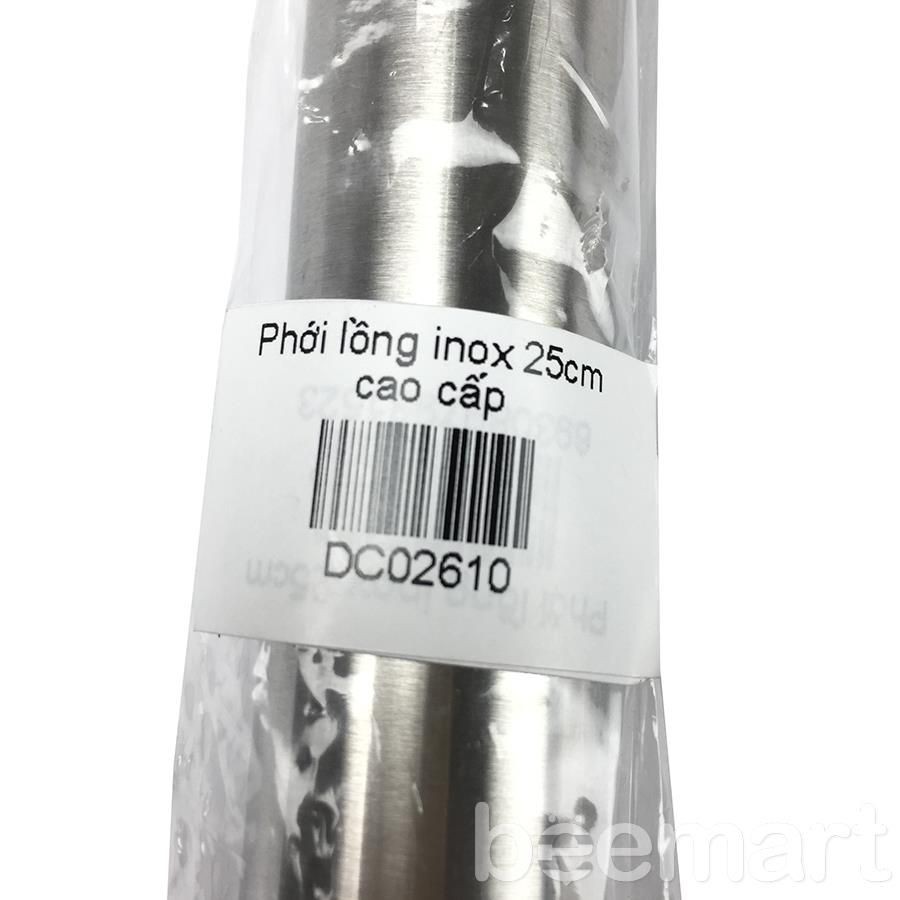 Phới lồng inox 25cm
cao cấp
DC02610
beemart